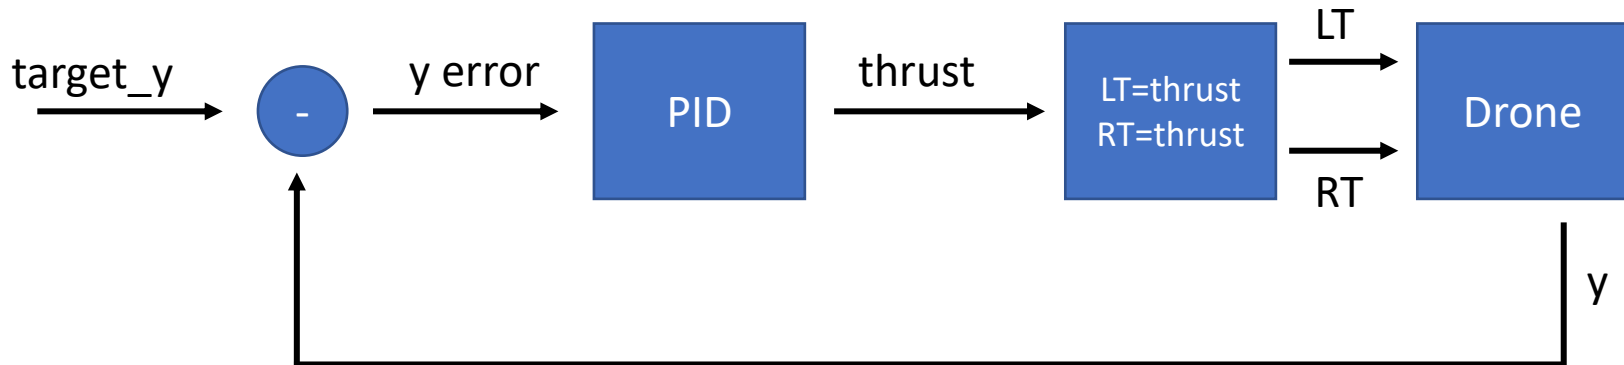 target_y
-
y error
PID
thrust
LT=thrust
RT=thrust
LT
RT
Drone
y